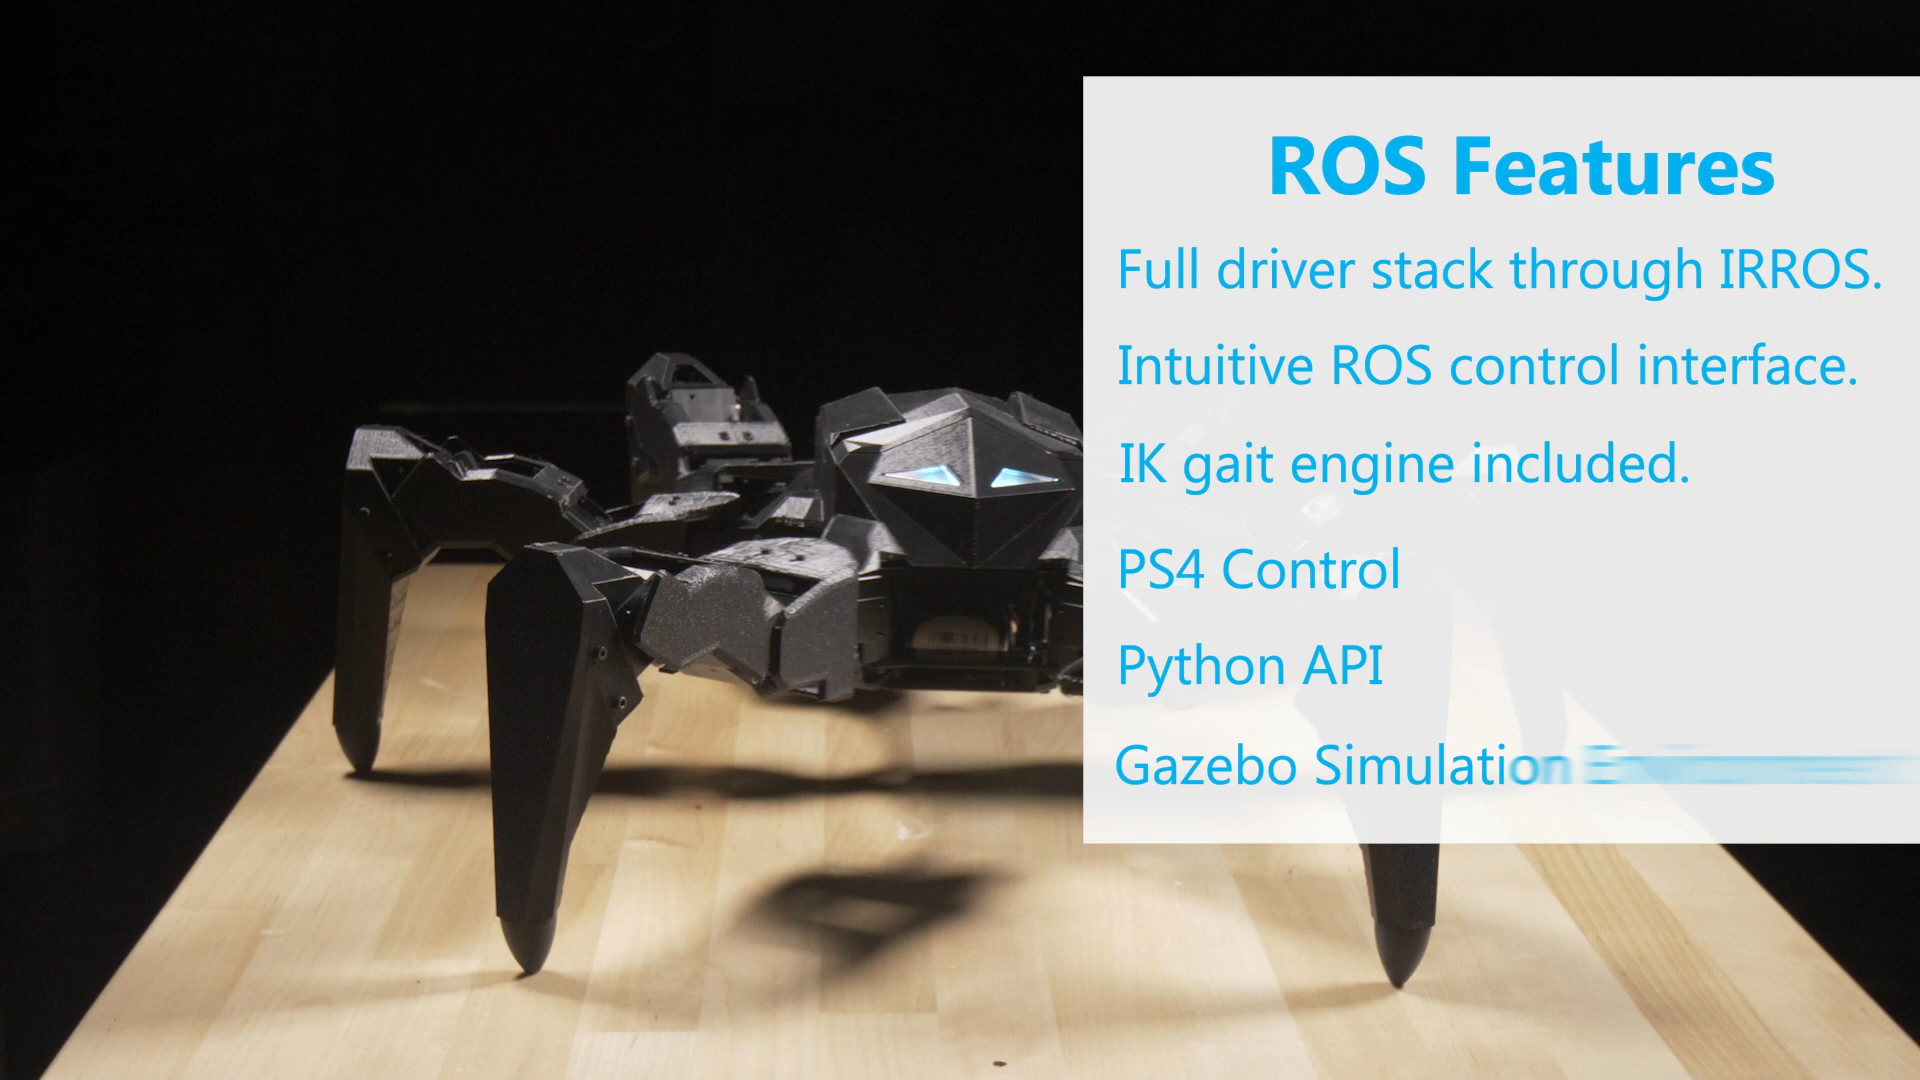 ROS Features
Full driver stack through IRROS.
Intuitive ROS control interface.
IK gait engine included.
PS4 Control
Python API
Gazebo Simulation